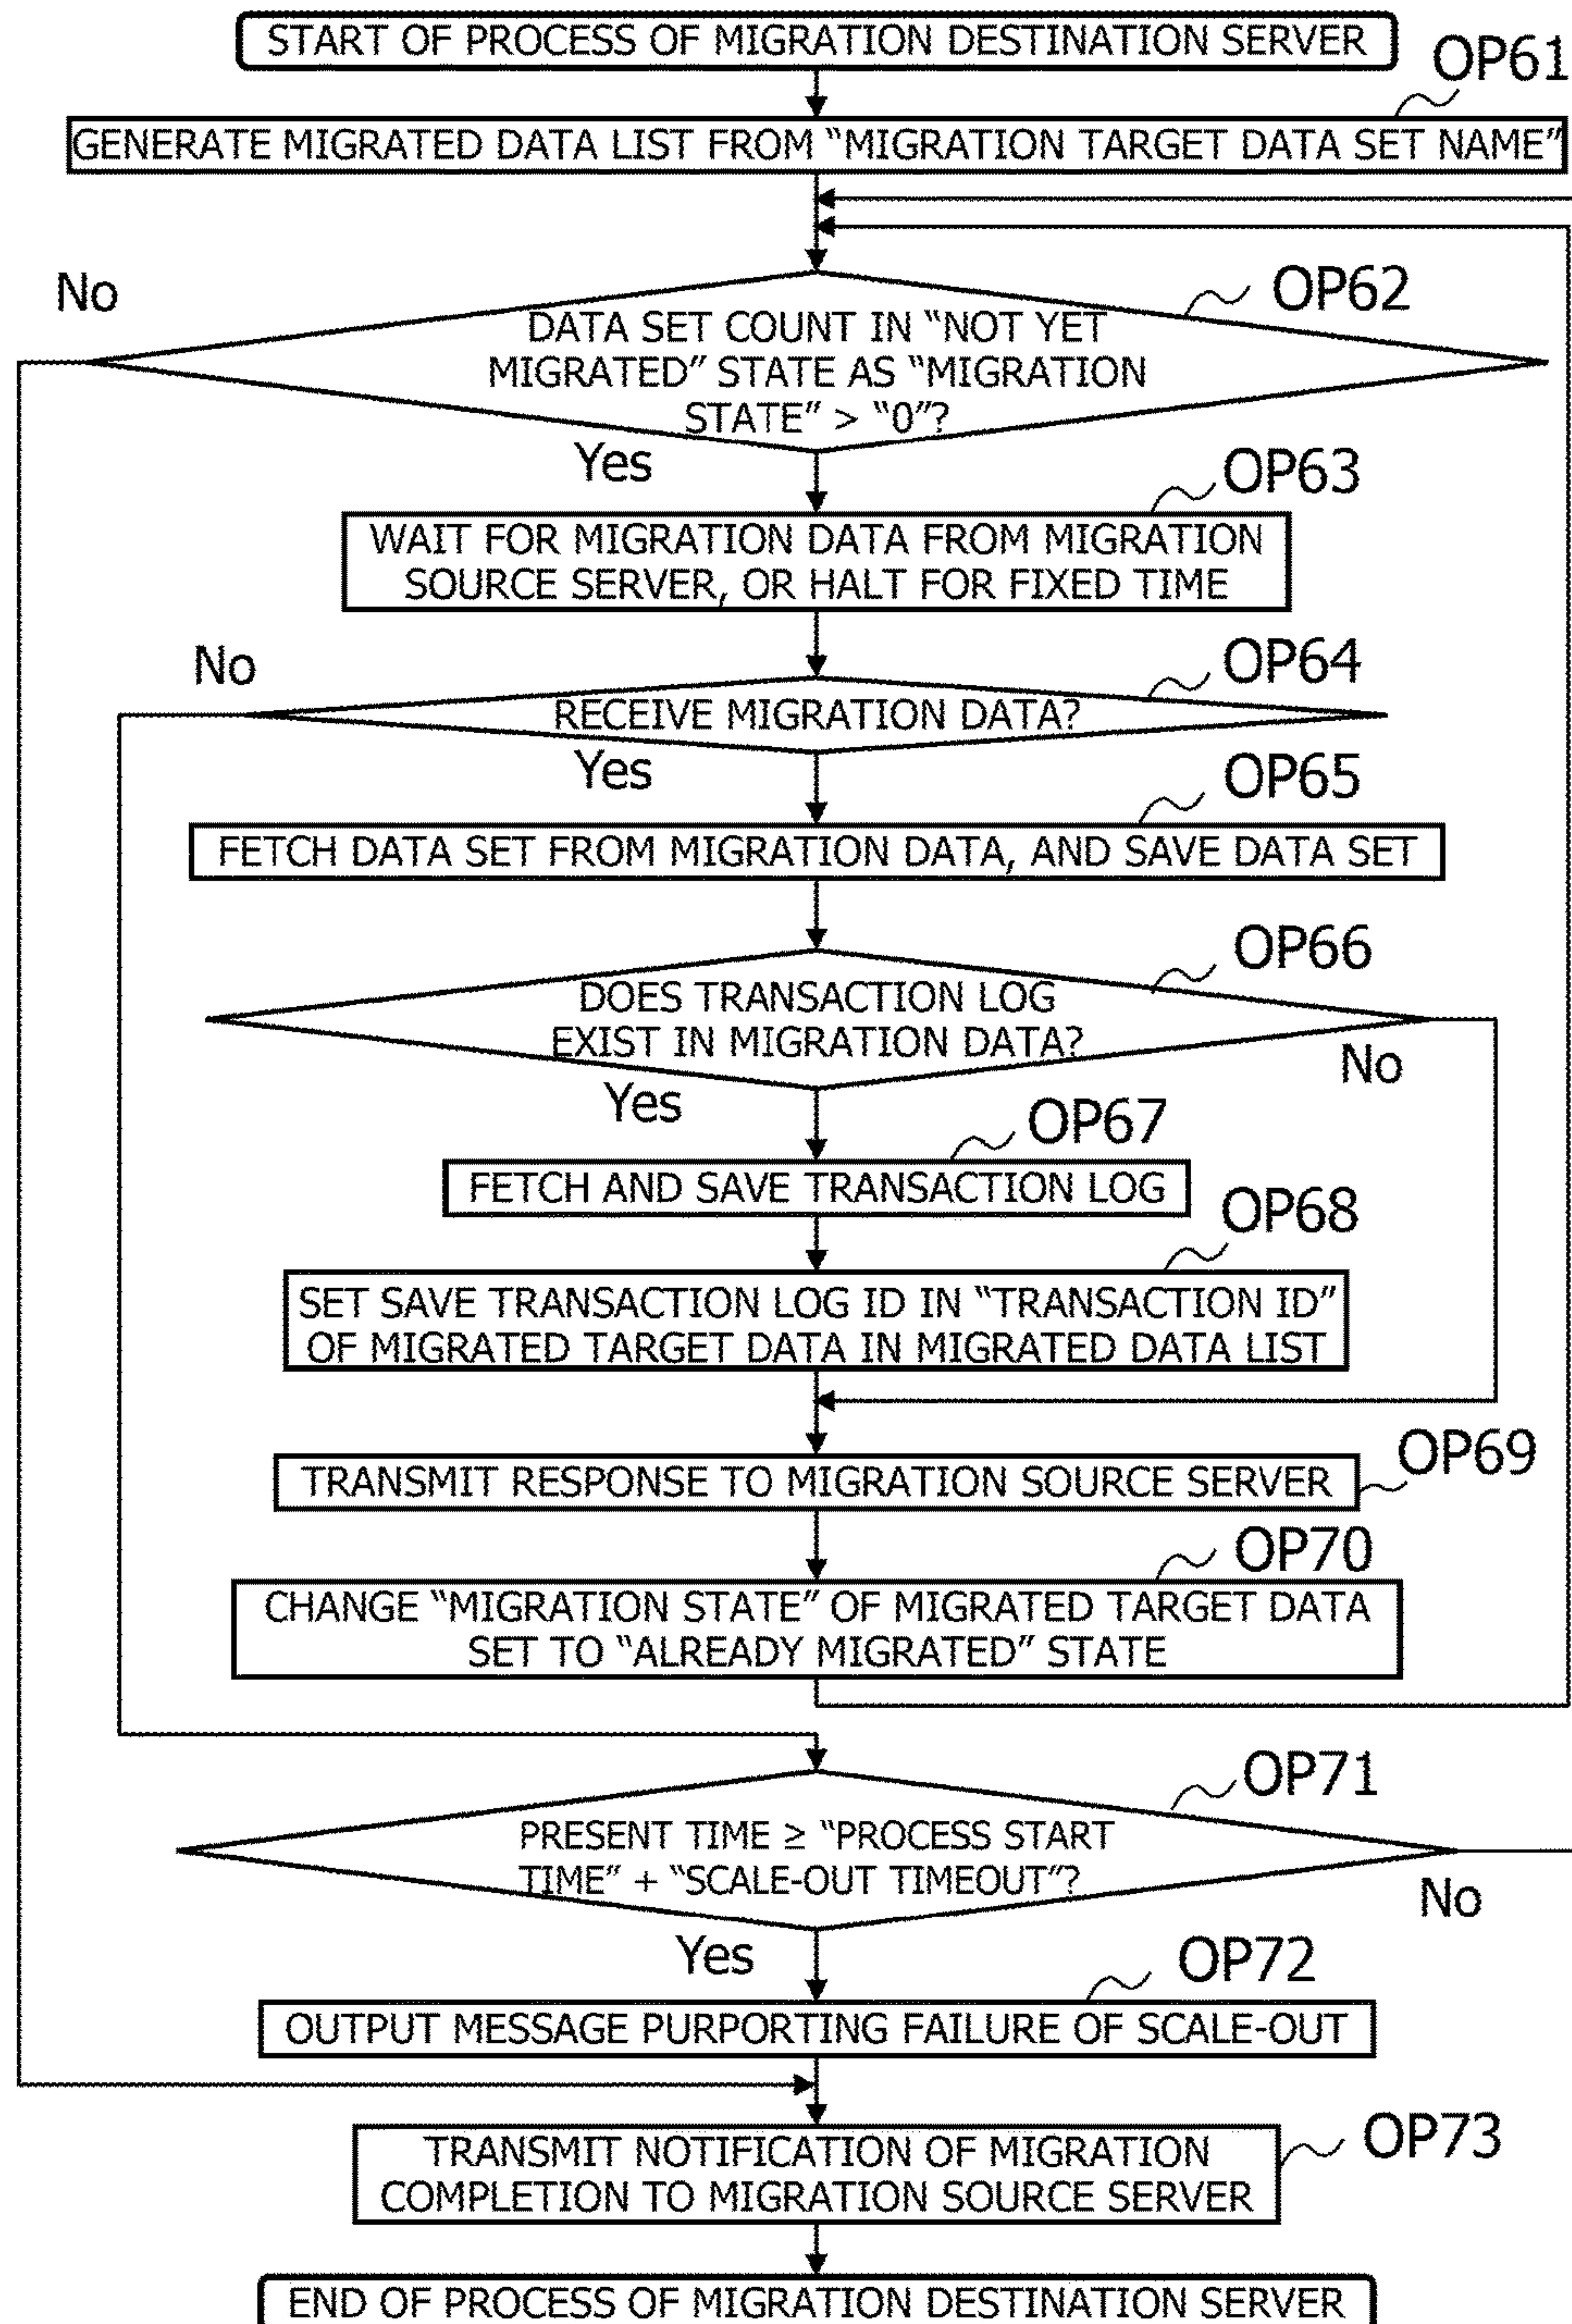 START OF PROCESS OF MIGRATION DESTINATION SERVER
OP61
GENERATE MIGRATED DATA LIST FROM “MIGRATION TARGET DATA SET NAME”
No
OP62
DATA SET COUNT IN “NOT YET
MIGRATED” STATE AS “MIGRATION
STATE” > “0”?
Yes
OP63
WAIT FOR MIGRATION DATA FROM MIGRATION
SOURCE SERVER, OR HALT FOR FIXED TIME
No
OP64
RECEIVE MIGRATION DATA?
Yes
OP65
FETCH DATA SET FROM MIGRATION DATA, AND SAVE DATA SET
OP66
DOES TRANSACTION LOG
EXIST IN MIGRATION DATA?
No
Yes
OP67
FETCH AND SAVE TRANSACTION LOG
OP68
SET SAVE TRANSACTION LOG ID IN “TRANSACTION ID”
OF MIGRATED TARGET DATA IN MIGRATED DATA LIST
OP69
TRANSMIT RESPONSE TO MIGRATION SOURCE SERVER
OP70
CHANGE “MIGRATION STATE” OF MIGRATED TARGET DATA
SET TO “ALREADY MIGRATED” STATE
OP71
PRESENT TIME ≥ “PROCESS START
TIME” + “SCALE-OUT TIMEOUT”?
No
Yes
OP72
OUTPUT MESSAGE PURPORTING FAILURE OF SCALE-OUT
OP73
TRANSMIT NOTIFICATION OF MIGRATION
COMPLETION TO MIGRATION SOURCE SERVER
END OF PROCESS OF MIGRATION DESTINATION SERVER